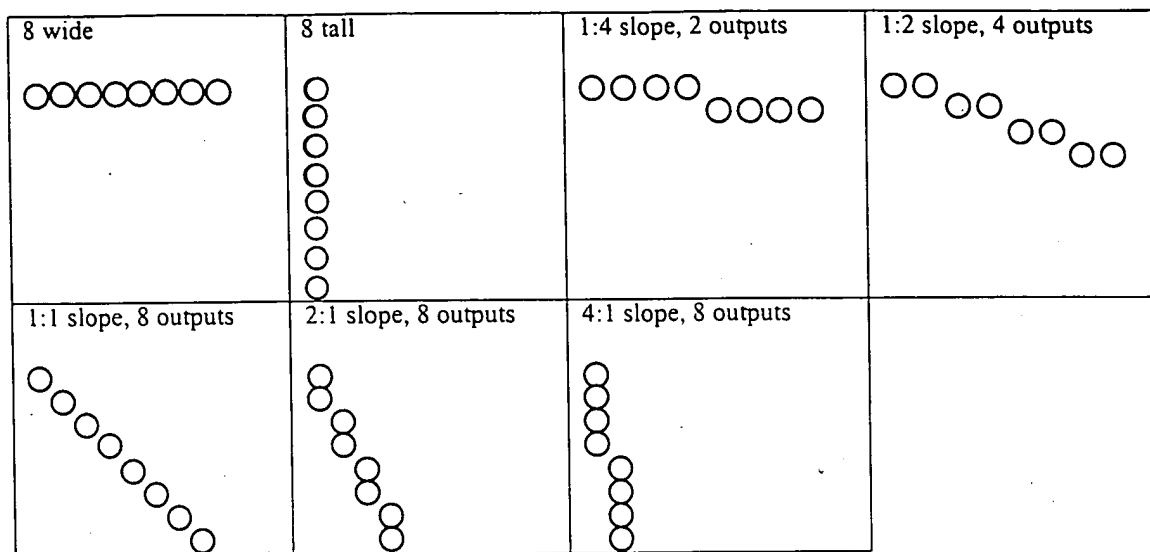 8 wide
8 tall
1:4 slope, 2 outputs
1:2 slope, 4 outputs
1:1 slope, 8 outputs
2:1 slope, 8 outputs
4:1 slope, 8 outputs